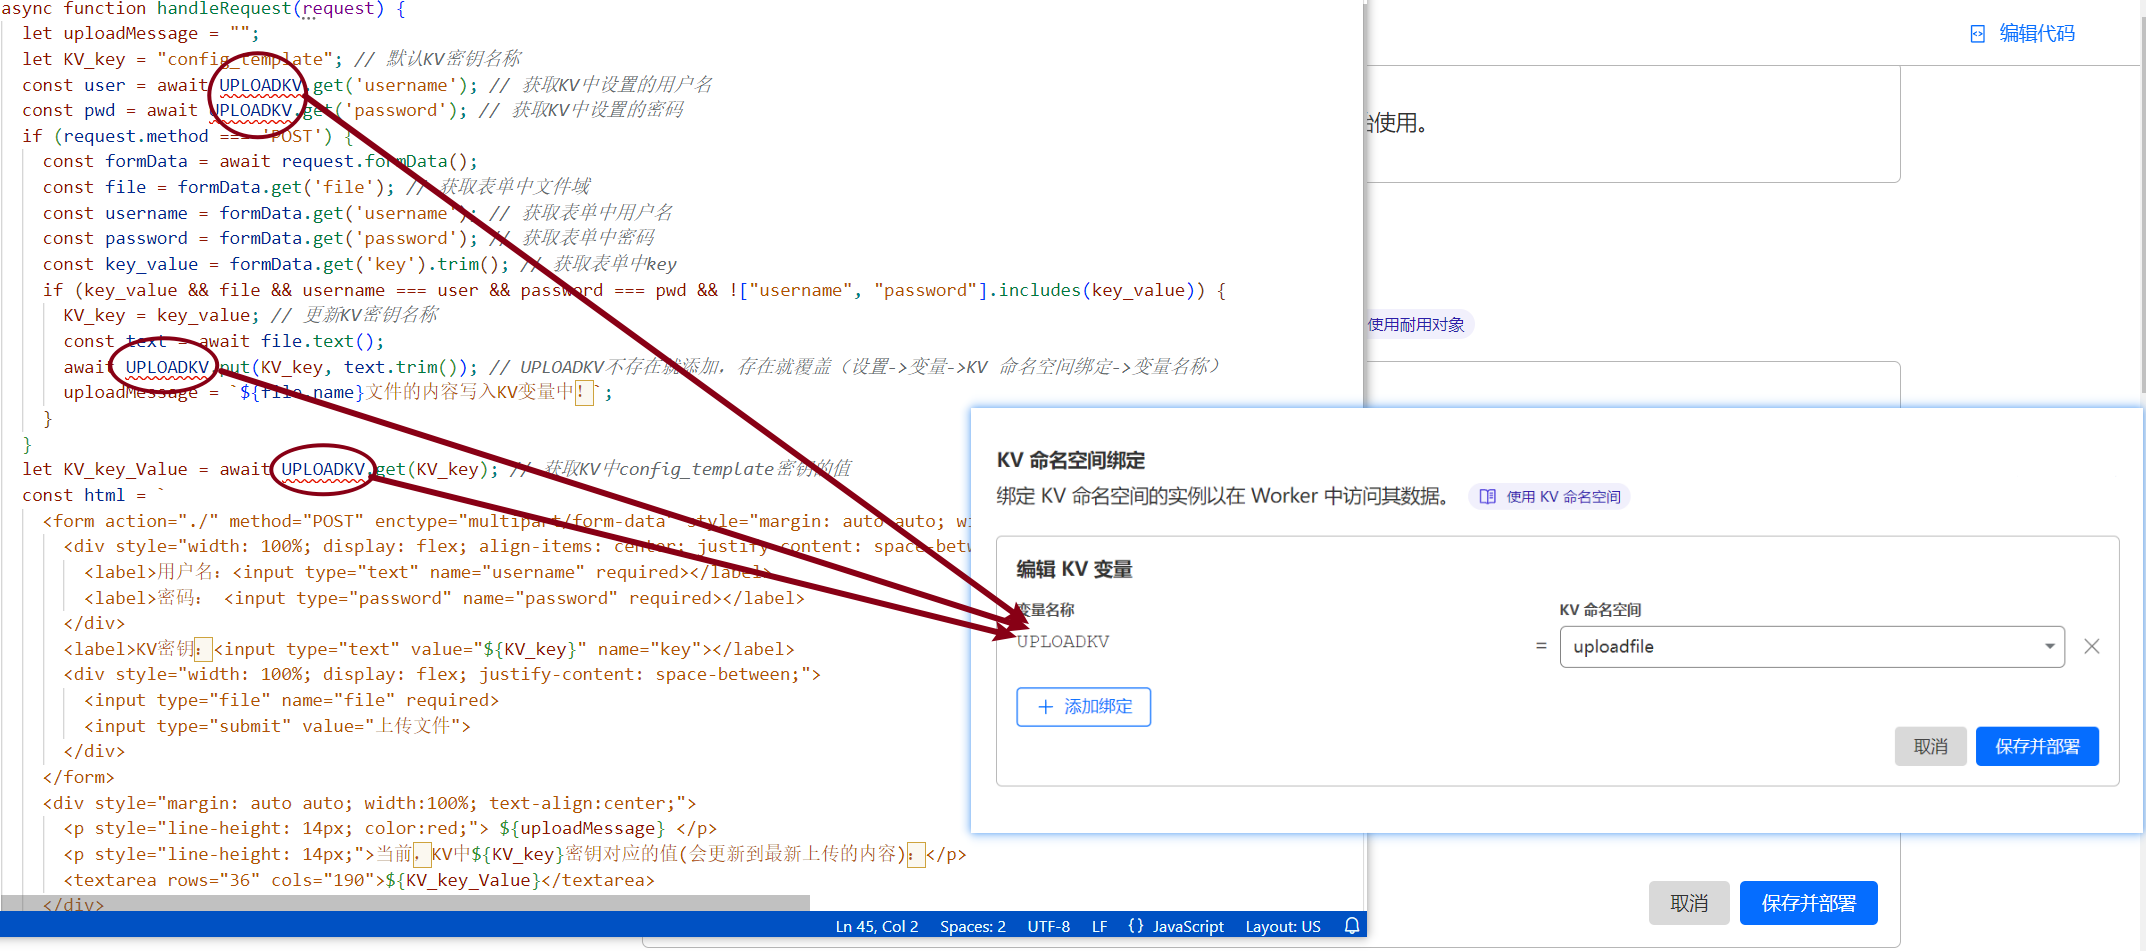 async function handleRequest(request) {
let uploadMessage = "";
let KV_key = "config_template"; // 默认KV密钥名称
const user = await UPLOADKV.get('username'); // 获取KV中设置的用户名
const pwd = await UPLOADKV.get('password'); // 获取KV中设置的密码
if (request.method === 'POST') {
const formData = await request.formData();
const file = formData.get('file'); // 获取表单中文件域
const username = formData.get('username'); // 获取表单中用户名
const password = formData.get('password'); // 获取表单中密码
const key_value = formData.get('key').trim(); // 获取表单中key
if (key_value && file && username === user && password === pwd && !["username", "password"].includes(key_value)) {
KV_key = key_value; // 更新KV密钥名称
const text = await file.text();
await UPLOADKV.put(KV_key, text.trim()); // UPLOADKV不存在就添加，存在就覆盖（设置->变量->KV 命名空间绑定->变量名称）
uploadMessage = `${file.name}文件的内容写入KV变量中！`;
}
}
let KV_key_Value = await UPLOADKV.get(KV_key); // 获取KV中config_template密钥的值
const html = `
<form action="./" method="POST" enctype="multipart/form-data" style="margin: auto auto; wi
<div style="width: 100%; display: flex; align-items: center; justify-content: space-betw
<label>用户名：<input type="text" name="username" required></label>
<label>密码： <input type="password" name="password" required></label>
</div>
<label>KV密钥：<input type="text" value="${KV_key}" name="key"></label>
<div style="width: 100%; display: flex; justify-content: space-between;">
<input type="file" name="file" required>
<input type="submit" value="上传文件">
</div>
</form>
<div style="margin: auto auto; width:100%; text-align:center;">
<p style="line-height: 14px; color:red;"> ${uploadMessage} </p>
<p style="line-height: 14px;">当前，KV中${KV_key}密钥对应的值(会更新到最新上传的内容)：</p>
<textarea rows="36" cols="190">${KV_key_Value}</textarea>
</div>
Ln 45, Col 2 Spaces: 2 UTF-8 LF {} JavaScript Layout: US
编辑代码
使用。
使用耐用对象
KV 命名空间绑定
绑定 KV 命名空间的实例以在 Worker 中访问其数据。 使用 KV 命名空间
编辑 KV 变量
变量名称 KV 命名空间
UPLOADKV = uploadfile
添加绑定
取消 保存并部署
取消 保存并部署